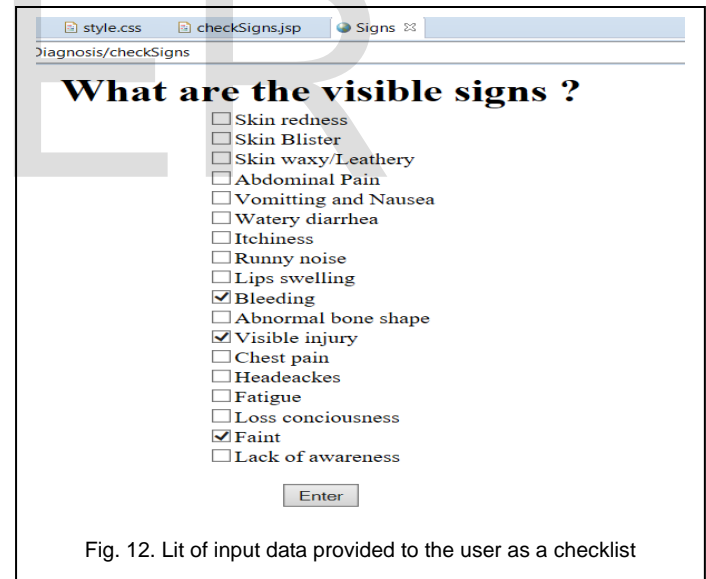 style.css checkSigns.jsp Signs
Diagnosis/checkSigns
What are the visible signs ?
Skin redness
Skin Blister
Skin waxy/Leathery
Abdominal Pain
Vomitting and Nausea
Watery diarrhea
Itchiness
Runny noise
Lips swelling
Bleeding
Abnormal bone shape
Visible injury
Chest pain
Headeackes
Fatigue
Loss conciousness
Faint
Lack of awareness
Enter
Fig. 12. Lit of input data provided to the user as a checklist